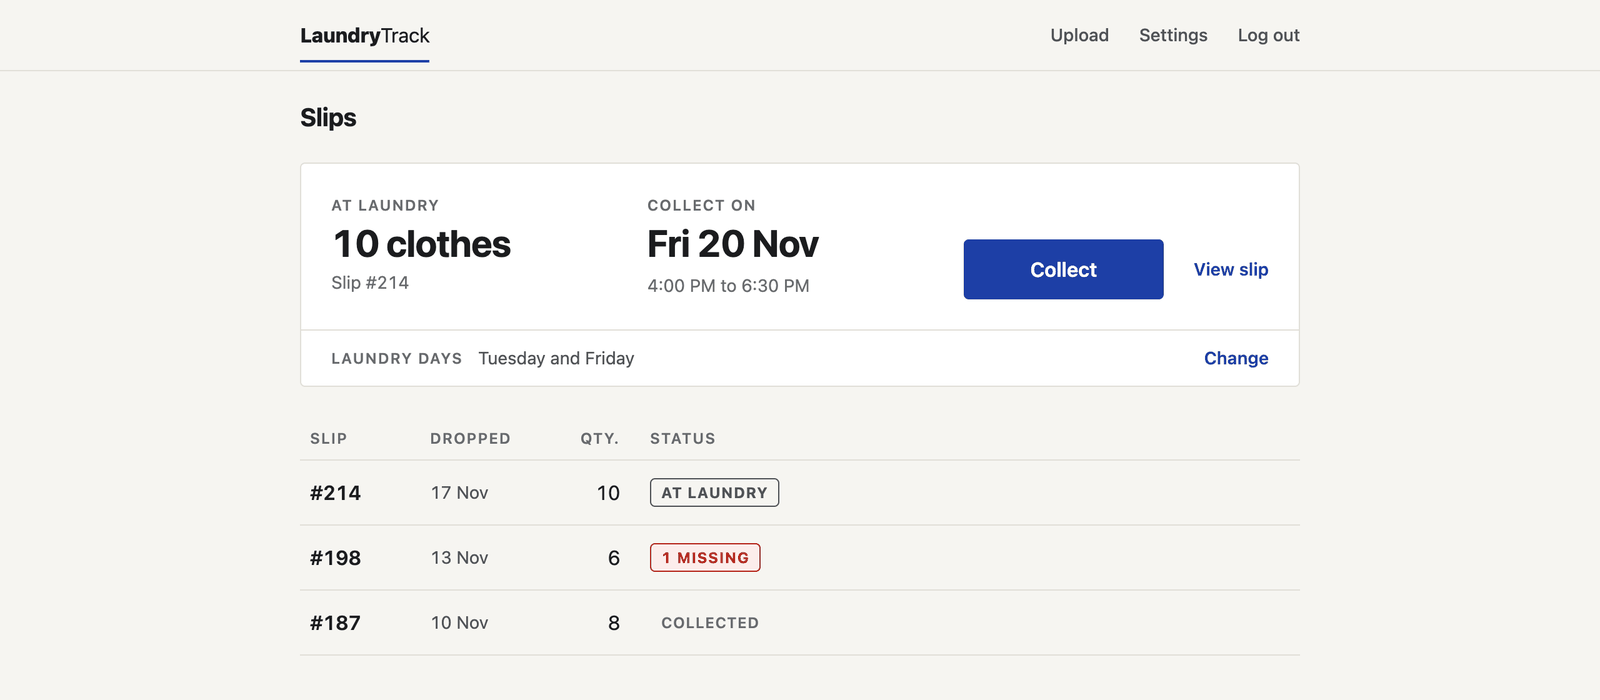 LaundryTrack
Upload Settings Log out
Slips
AT LAUNDRY
10 clothes
Slip #214
COLLECT ON
Fri 20 Nov
4:00 PM to 6:30 PM
Collect
View slip
LAUNDRY DAYS Tuesday and Friday Change
SLIP DROPPED QTY. STATUS
#214 17 Nov 10 AT LAUNDRY
#198 13 Nov 6 1 MISSING
#187 10 Nov 8 COLLECTED